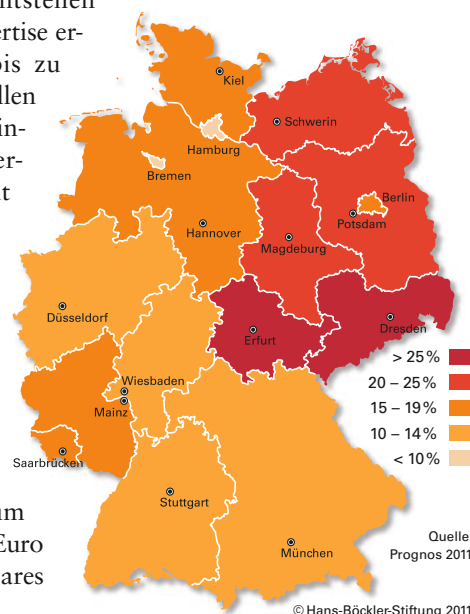 ntstehen
ertise er-
bis zu
llen
in-
er-
t
Kiel
Schwerin
Hamburg
Bremen
Berlin
Hannover
Potsdam
Magdeburg
Düsseldorf
Erfurt
Dresden
> 25 %
20 – 25 %
15 – 19 %
10 – 14 %
< 10 %
Wiesbaden
Mainz
Saarbrücken
Stuttgart
München
um
Euro
ares
Quelle
Prognos 2011
© Hans-Böckler-Stiftung 2011